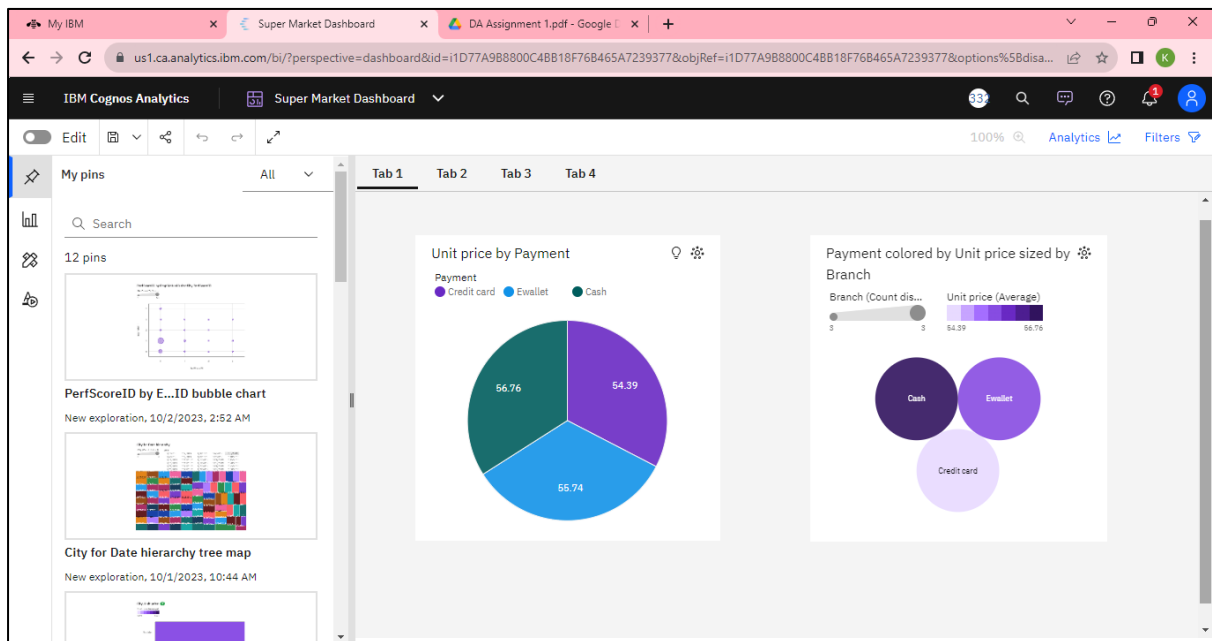 My IBM
Super Market Dashboard
DA Assignment 1.pdf - Google D
us1.ca.analytics.ibm.com/bi/?perspective=dashboard&id=i1D77A9B8800C4BB18F76B465A7239377&objRef=i1D77A9B8800C4BB18F76B465A7239377&options%5Bdisa...
K
IBM Cognos Analytics
Super Market Dashboard
332
1
Edit
100%
Analytics
Filters
My pins
All
Tab 1
Tab 2
Tab 3
Tab 4
Search
12 pins
PerfScoreID by E...ID bubble chart
New exploration, 10/2/2023, 2:52 AM
City for Date hierarchy tree map
New exploration, 10/1/2023, 10:44 AM
Unit price by Payment
Payment
Credit card
Ewallet
Cash
56.76
54.39
55.74
Payment colored by Unit price sized by
Branch
Branch (Count dis...
Unit price (Average)
3
3
54.39
56.76
Cash
Ewallet
Credit card